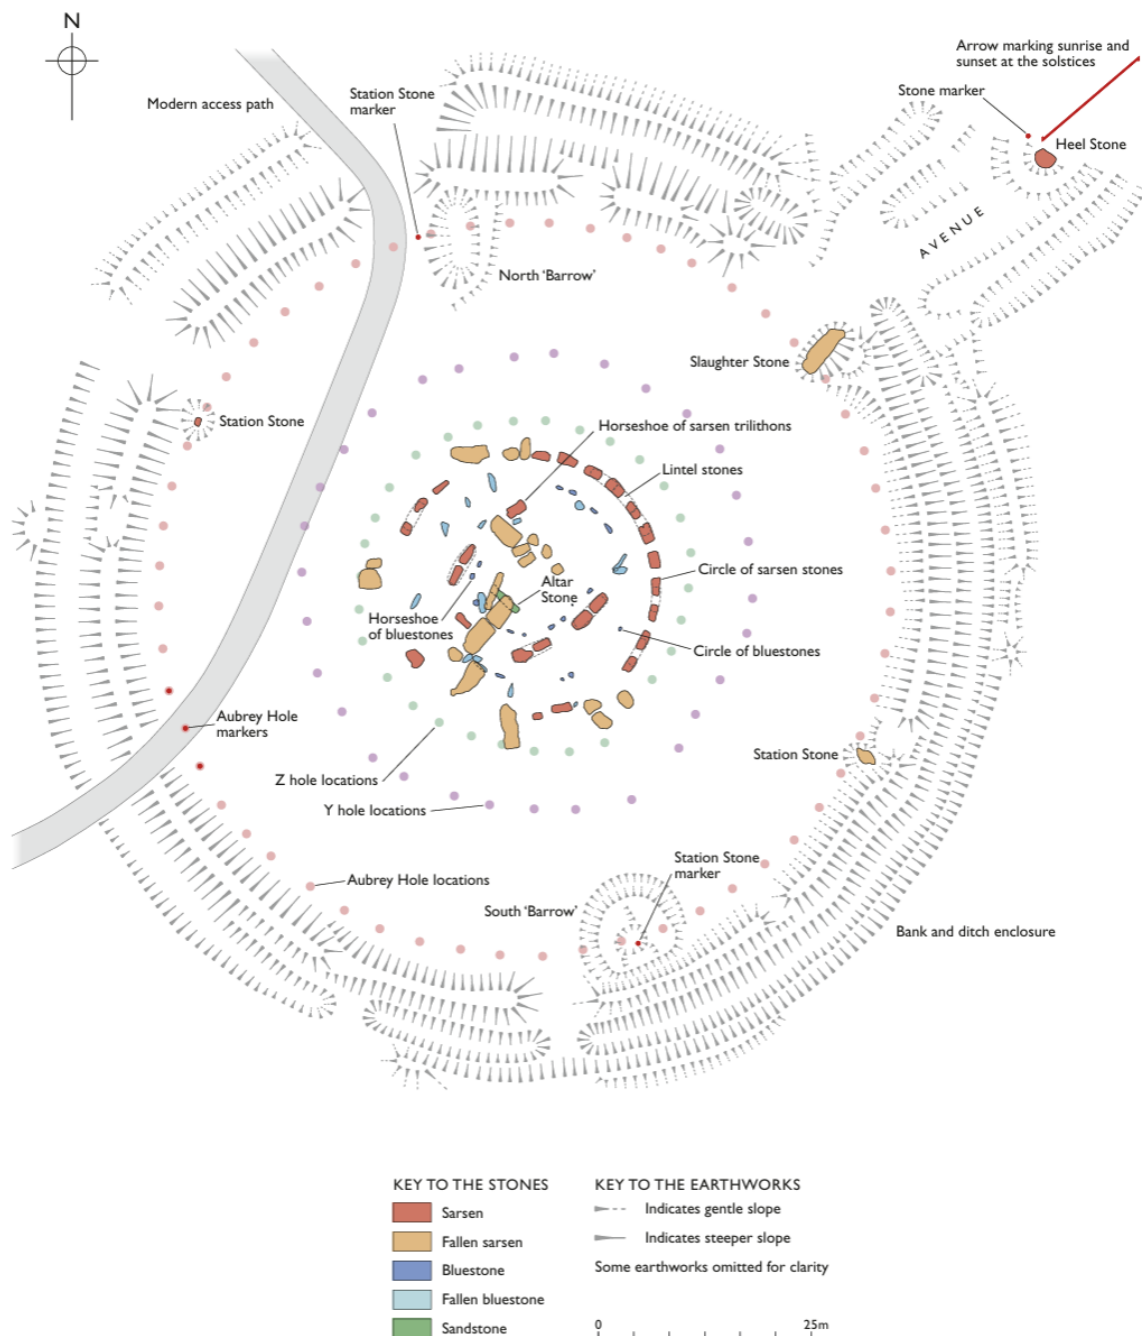 N
Arrow marking sunrise and
sunset at the solstices
Modern access path
Station Stone
marker
Stone marker
Heel Stone
AVENUE
North ‘Barrow’
Slaughter Stone
Station Stone
Horseshoe of sarsen trilithons
Lintel stones
Circle of sarsen stones
Altar
Stone
Horseshoe
of bluestones
Circle of bluestones
Aubrey Hole
markers
Station Stone
Z hole locations
Y hole locations
Station Stone
marker
Aubrey Hole locations
South ‘Barrow’
Bank and ditch enclosure
KEY TO THE STONES
Sarsen
Fallen sarsen
Bluestone
Fallen bluestone
Sandstone
KEY TO THE EARTHWORKS
Indicates gentle slope
Indicates steeper slope
Some earthworks omitted for clarity
0 25m